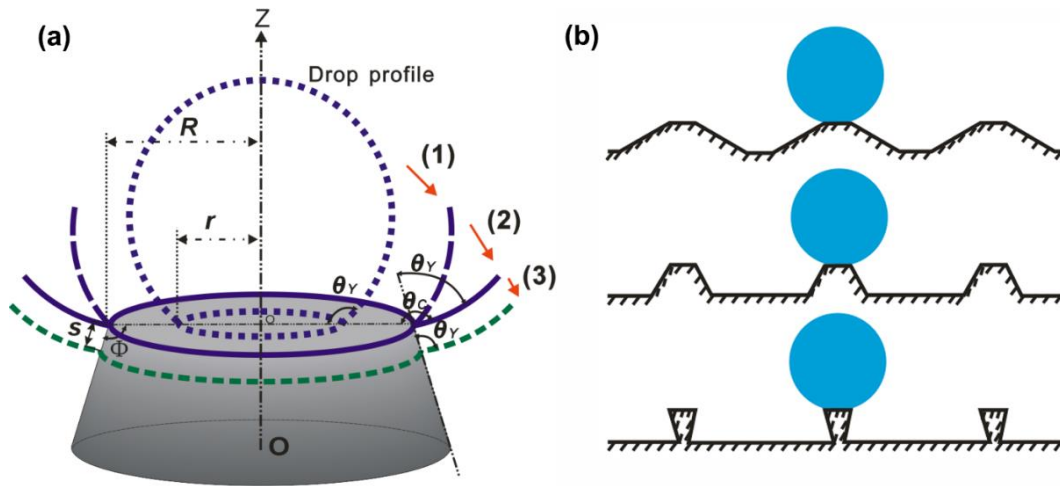 (a)
Z
Drop profile
R
(1)
r
(2)
θY
(3)
θY
θC
o
s
Φ
θY
O
(b)